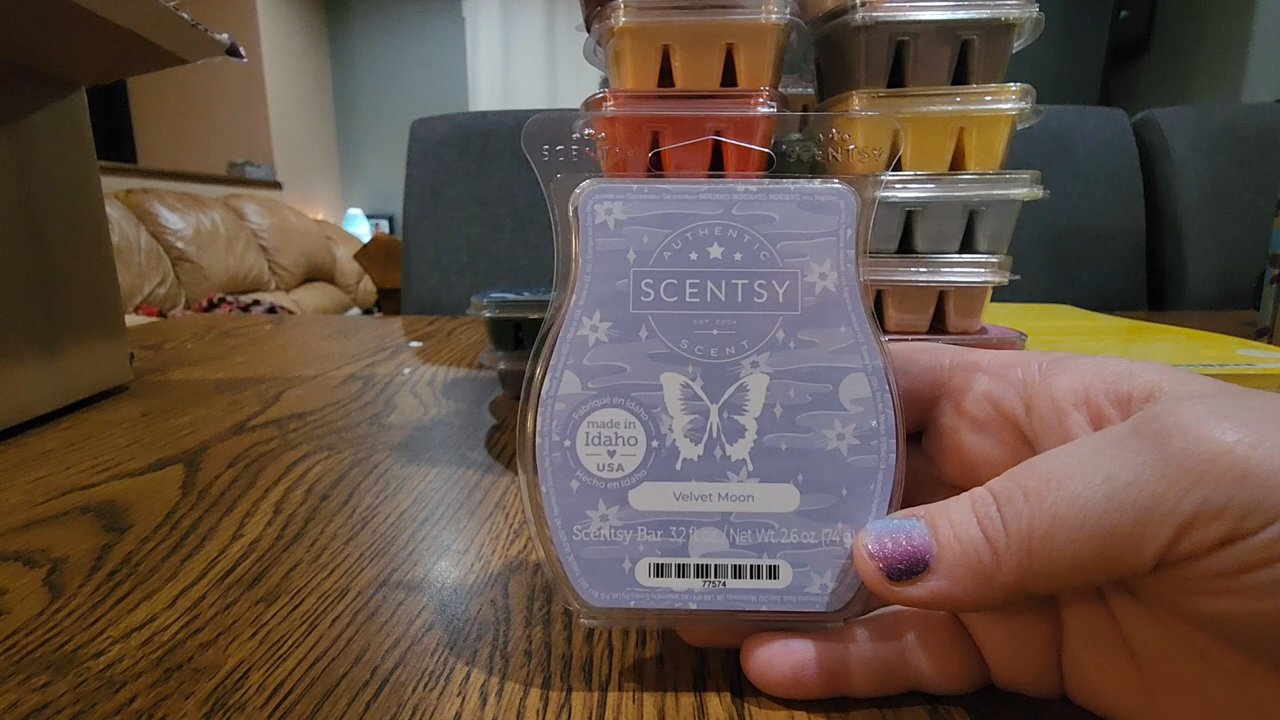 SCENTSY
SCENTSY
AUTHENTIC
SCENTSY
EST. 2004
SCENT
Fabriqué en Idaho
made in
Idaho
USA
Hecho en Idaho
Velvet Moon
Scentsy Bar 3.2 fl. oz. / Net Wt. 2.6 oz. (74 g)
77574